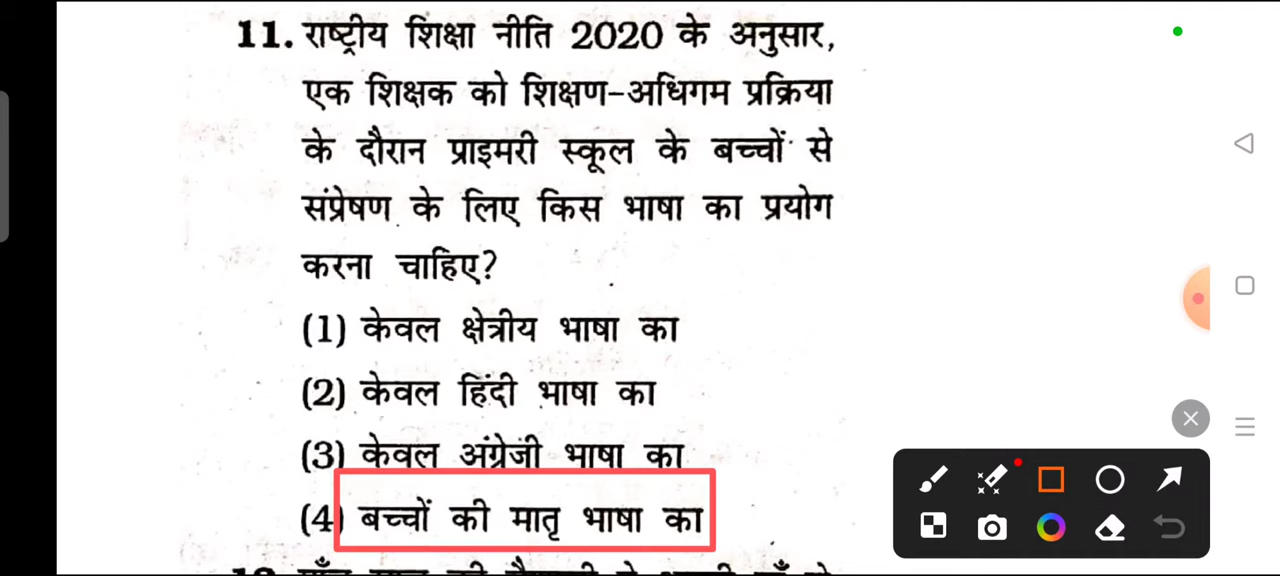 11. राष्ट्रीय शिक्षा नीति 2020 के अनुसार,
एक शिक्षक को शिक्षण-अधिगम प्रक्रिया
के दौरान प्राइमरी स्कूल के बच्चों से
संप्रेषण के लिए किस भाषा का प्रयोग
करना चाहिए?
(1) केवल क्षेत्रीय भाषा का
(2) केवल हिंदी भाषा का
(3) केवल अंग्रेजी भाषा का
(4) बच्चों की मातृ भाषा का